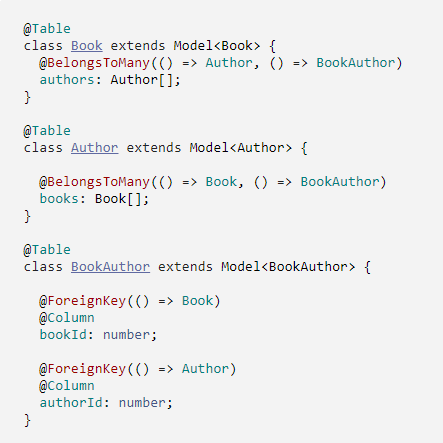 @Table
class Book extends Model<Book> {
  @BelongsToMany(() => Author, () => BookAuthor)
  authors: Author[];
}
@Table
class Author extends Model<Author> {
  @BelongsToMany(() => Book, () => BookAuthor)
  books: Book[];
}
@Table
class BookAuthor extends Model<BookAuthor> {
  @ForeignKey(() => Book)
  @Column
  bookId: number;
  @ForeignKey(() => Author)
  @Column
  authorId: number;
}